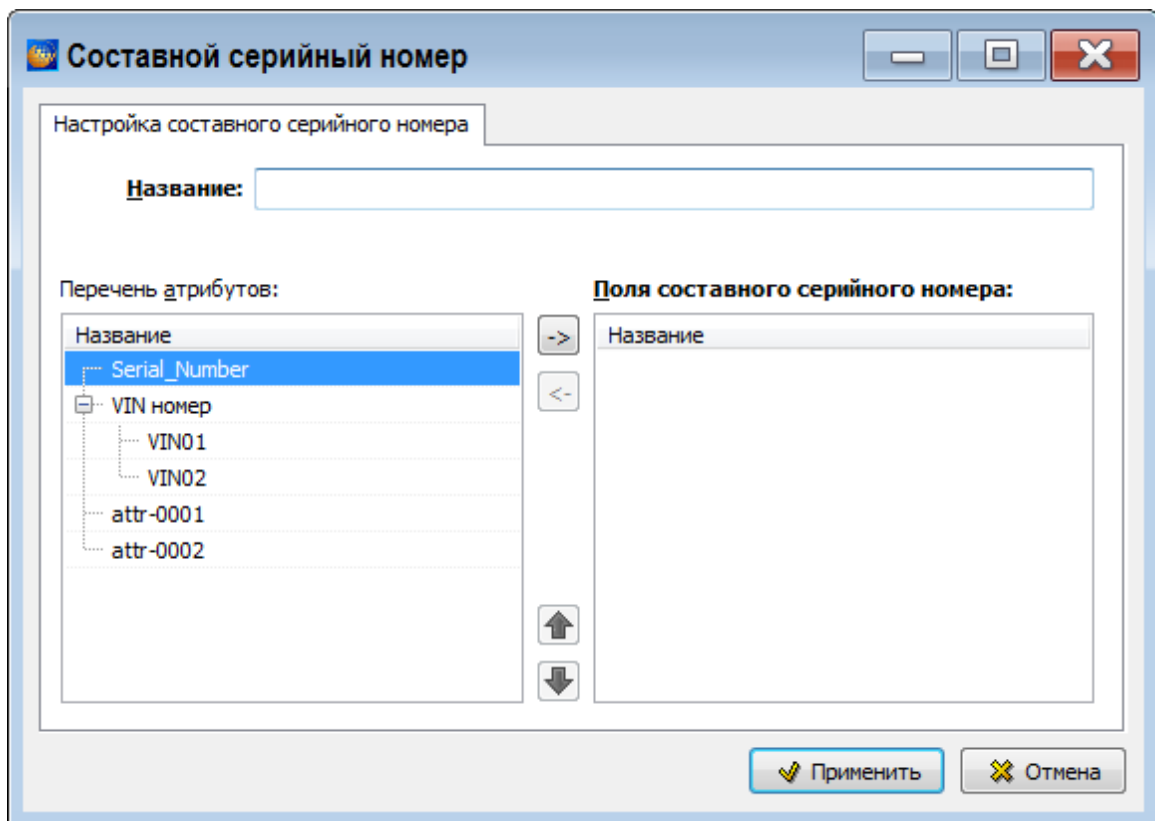 Составной серийный номер
Настройка составного серийного номера
Название:
Перечень атрибутов:
Поля составного серийного номера:
Название
->
Название
Serial_Number
<-
VIN номер
VIN01
VIN02
attr-0001
attr-0002
Применить
Отмена